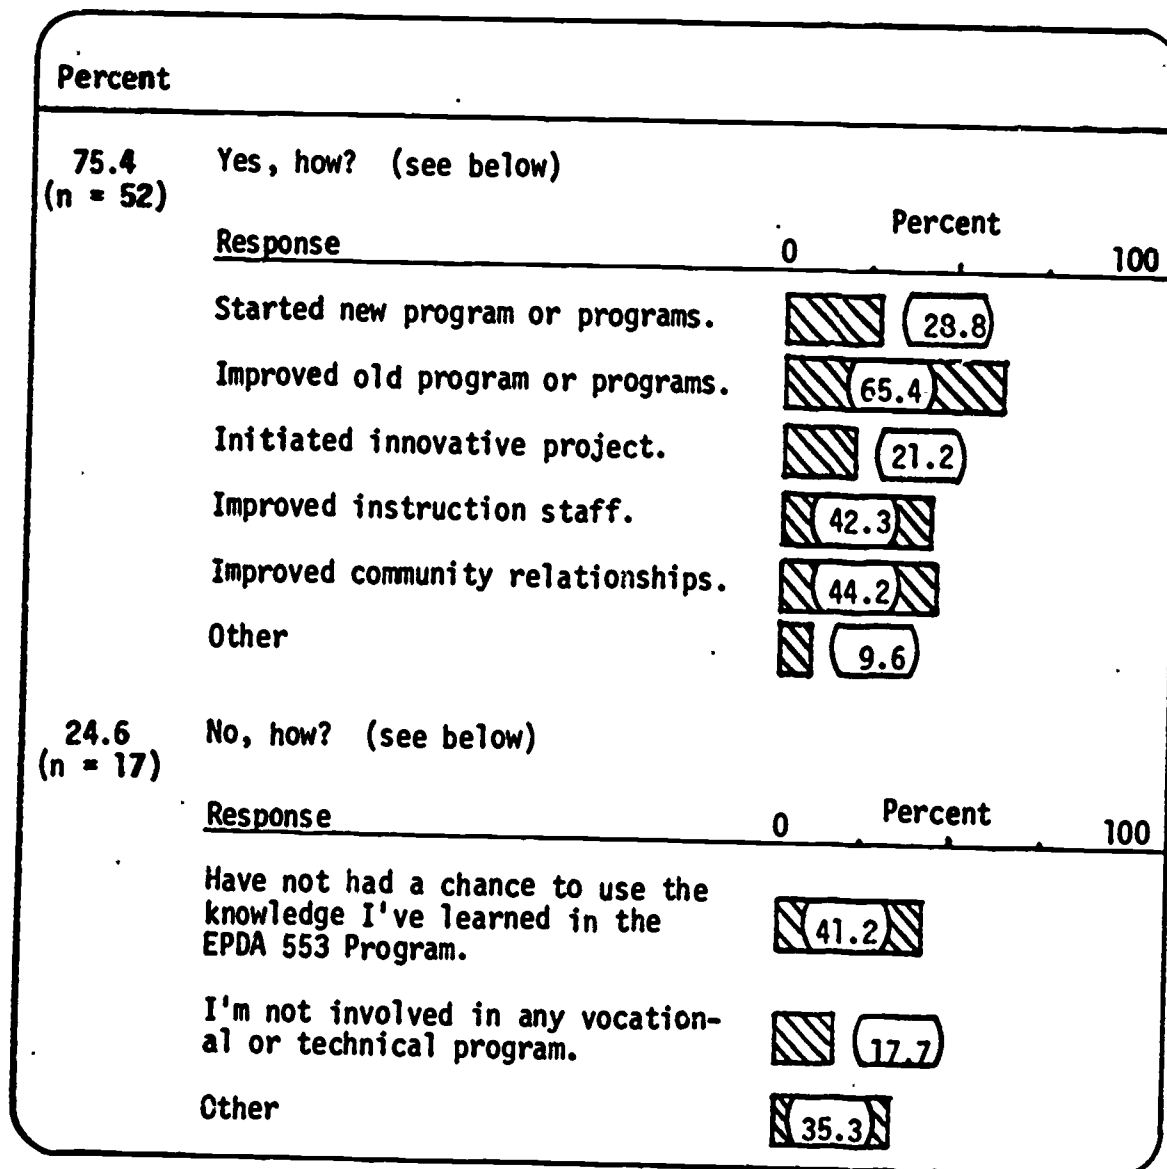 Percent
75.4 Yes, how? (see below)
(n = 52)
Percent
Response 0 100
Started new program or programs. 28.8
Improved old program or programs. 65.4
Initiated innovative project. 21.2
Improved instruction staff. 42.3
Improved community relationships. 44.2
Other 9.6
24.6 No, how? (see below)
(n = 17)
Response 0 Percent 100
Have not had a chance to use the
knowledge I've learned in the 41.2
EPDA 553 Program.
I'm not involved in any vocation-
al or technical program. 17.7
Other 35.3